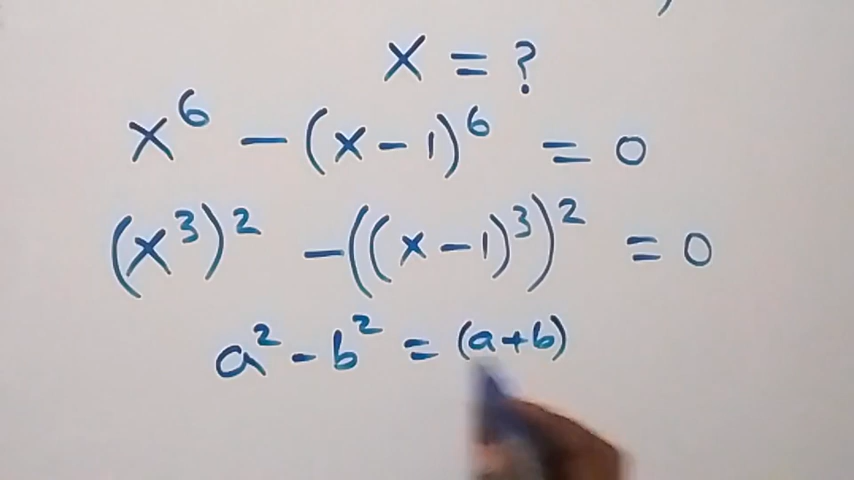 x = ?
x⁶ - (x - 1)⁶ = 0
(x³)² - ((x - 1)³)² = 0
a² - b² = (a + b)